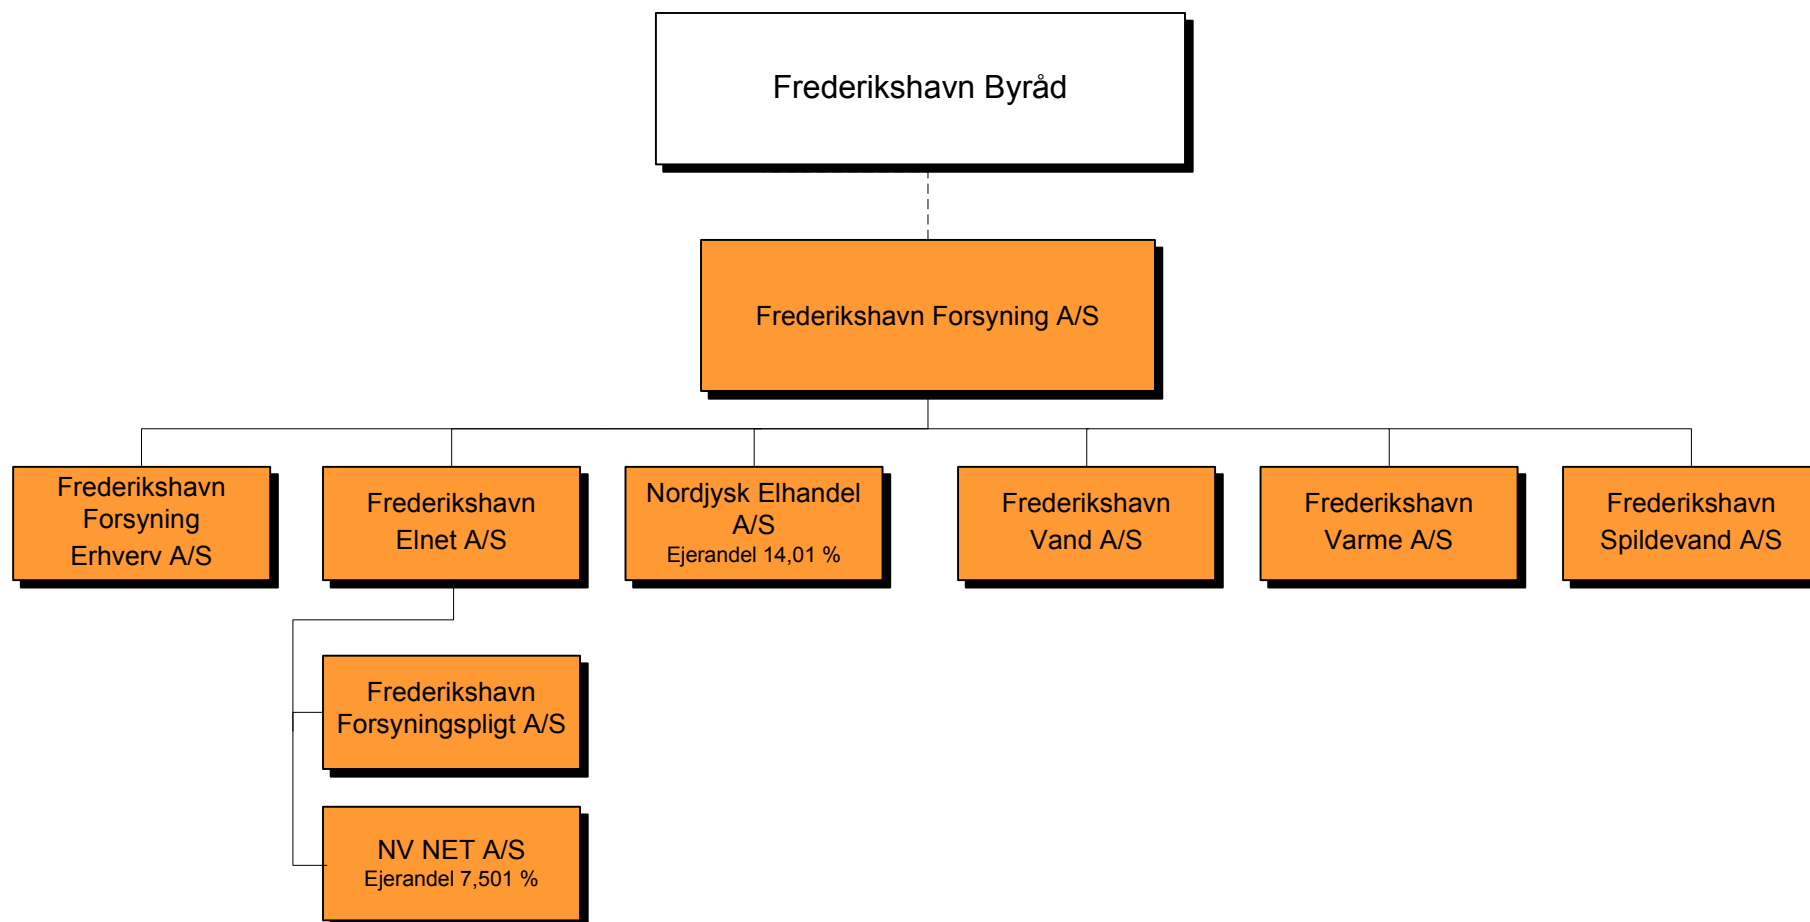 Frederikshavn Byråd
Frederikshavn Forsyning A/S
Frederikshavn
Forsyning
Erhverv A/S
Frederikshavn
Elnet A/S
Nordjysk Elhandel
A/S
Ejerandel 14,01 %
Frederikshavn
Vand A/S
Frederikshavn
Varme A/S
Frederikshavn
Spildevand A/S
Frederikshavn
Forsyningspligt A/S
NV NET A/S
Ejerandel 7,501 %